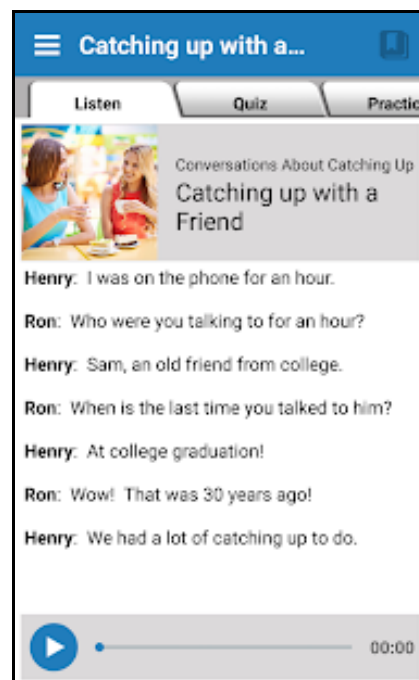 Catching up with a...
Listen Quiz Practic
Conversations About Catching Up
Catching up with a
Friend
Henry: I was on the phone for an hour.
Ron: Who were you talking to for an hour?
Henry: Sam, an old friend from college.
Ron: When is the last time you talked to him?
Henry: At college graduation!
Ron: Wow! That was 30 years ago!
Henry: We had a lot of catching up to do.
00:00